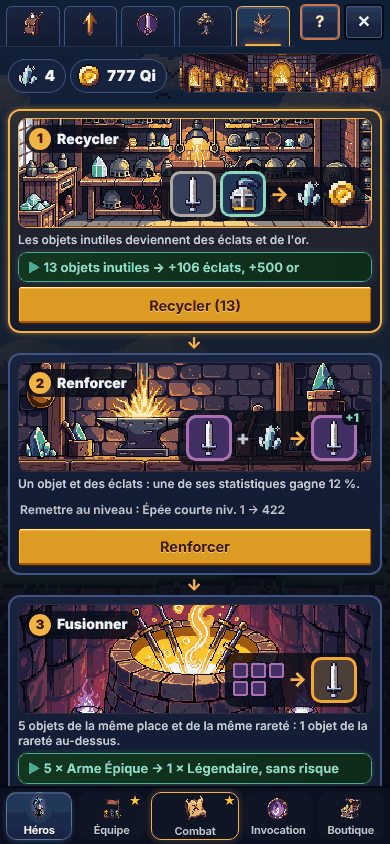 ?
×
4
777 Qi
1 Recycler
Les objets inutiles deviennent des éclats et de l'or.
13 objets inutiles → +106 éclats, +500 or
Recycler (13)
2 Renforcer
+1
+
Un objet et des éclats : une de ses statistiques gagne 12 %.
Remettre au niveau : Épée courte niv. 1 → 422
Renforcer
3 Fusionner
5 objets de la même place et de la même rareté : 1 objet de la
rareté au-dessus.
5 × Arme Épique → 1 × Légendaire, sans risque
Héros
Équipe
Combat
Invocation
Boutique